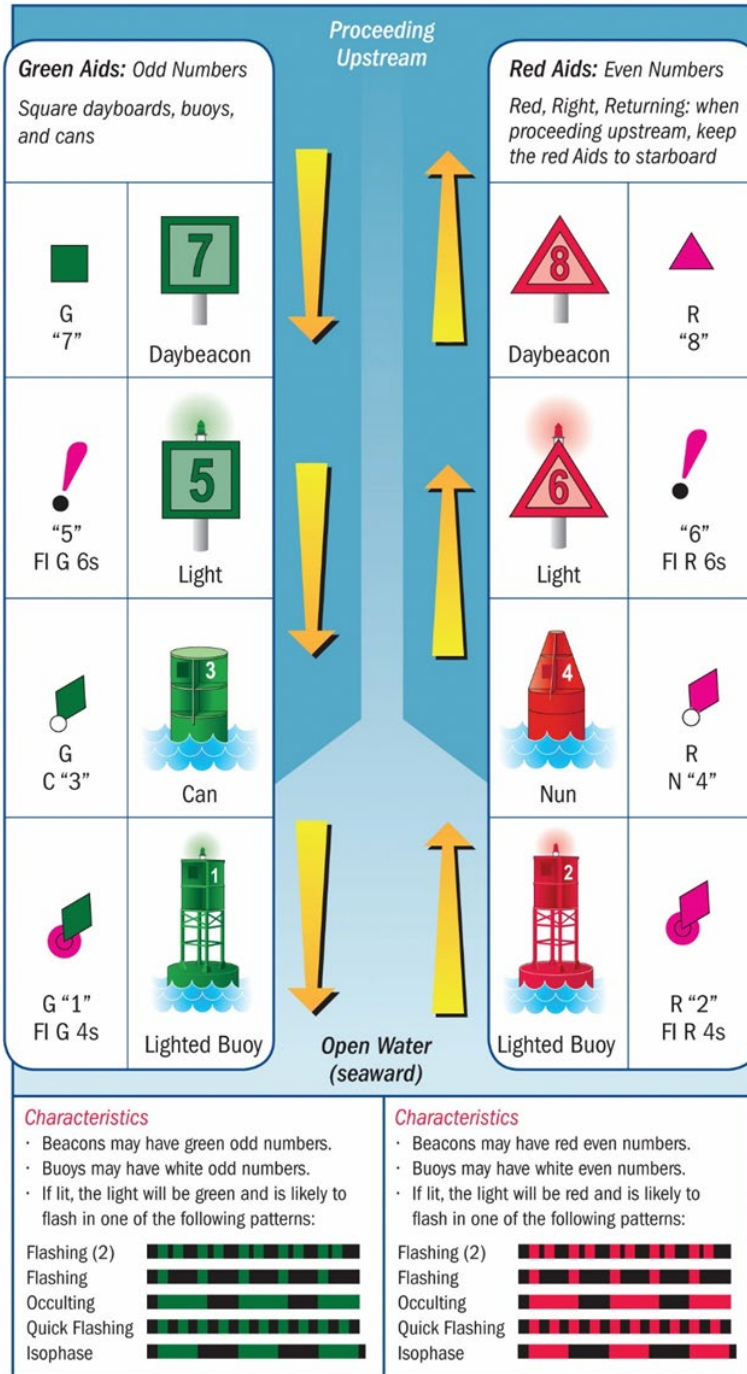 Proceeding
Upstream
Green Aids: Odd Numbers
Square dayboards, buoys,
and cans
Red Aids: Even Numbers
Red, Right, Returning: when
proceeding upstream, keep
the red Aids to starboard
G
“7”
7
Daybeacon
8
Daybeacon
R
“8”
“5”
Fl G 6s
5
Light
6
Light
“6”
Fl R 6s
G
C “3”
3
Can
4
Nun
R
N “4”
G “1”
Fl G 4s
1
Lighted Buoy
Open Water
(seaward)
2
Lighted Buoy
R “2”
Fl R 4s
Characteristics
· Beacons may have green odd numbers.
· Buoys may have white odd numbers.
· If lit, the light will be green and is likely to
flash in one of the following patterns:
Flashing (2)
Flashing
Occulting
Quick Flashing
Isophase
Characteristics
· Beacons may have red even numbers.
· Buoys may have white even numbers.
· If lit, the light will be red and is likely to
flash in one of the following patterns:
Flashing (2)
Flashing
Occulting
Quick Flashing
Isophase